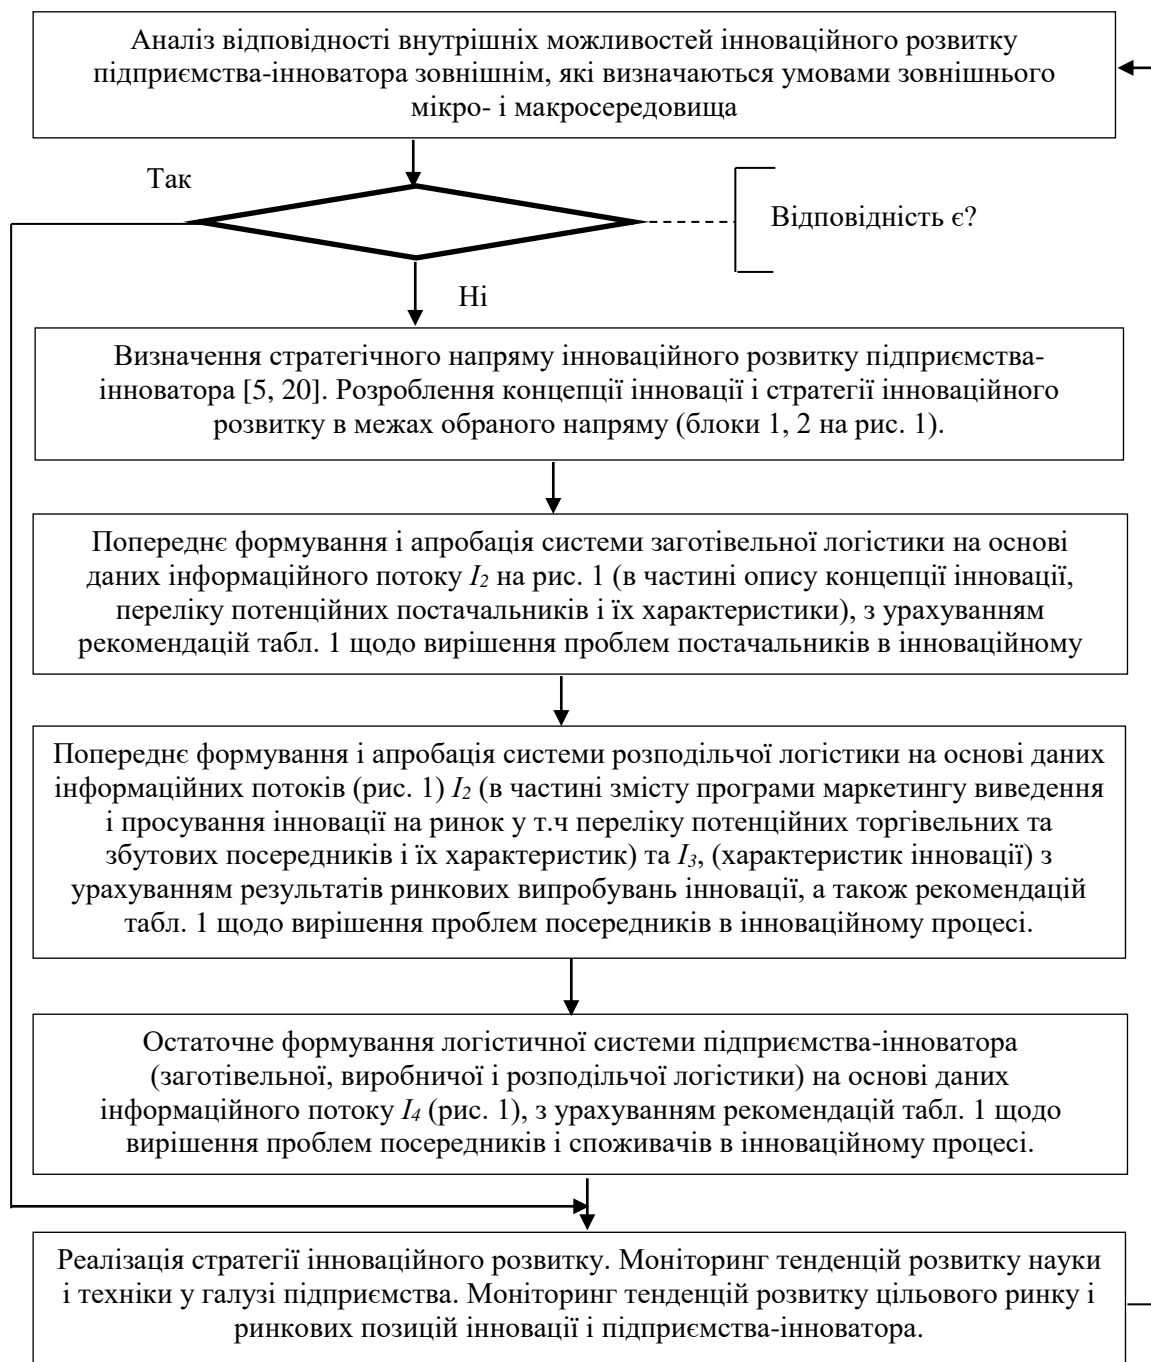 Аналіз відповідності внутрішніх можливостей інноваційного розвитку
підприємства-інноватора зовнішнім, які визначаються умовами зовнішнього
мікро- і макросередовища
Так
Відповідність є?
Ні
Визначення стратегічного напряму інноваційного розвитку підприємства-
інноватора [5, 20]. Розроблення концепції інновації і стратегії інноваційного
розвитку в межах обраного напряму (блоки 1, 2 на рис. 1).
Попереднє формування і апробація системи заготівельної логістики на основі
даних інформаційного потоку I2 на рис. 1 (в частині опису концепції інновації,
переліку потенційних постачальників і їх характеристики), з урахуванням
рекомендацій табл. 1 щодо вирішення проблем постачальників в інноваційному
Попереднє формування і апробація системи розподільчої логістики на основі даних
інформаційних потоків (рис. 1) I2 (в частині змісту програми маркетингу виведення
і просування інновації на ринок у т.ч переліку потенційних торгівельних та
збутових посередників і їх характеристик) та I3, (характеристик інновації) з
урахуванням результатів ринкових випробувань інновації, а також рекомендацій
табл. 1 щодо вирішення проблем посередників в інноваційному процесі.
Остаточне формування логістичної системи підприємства-інноватора
(заготівельної, виробничої і розподільчої логістики) на основі даних
інформаційного потоку I4 (рис. 1), з урахуванням рекомендацій табл. 1 щодо
вирішення проблем посередників і споживачів в інноваційному процесі.
Реалізація стратегії інноваційного розвитку. Моніторинг тенденцій розвитку науки
і техніки у галузі підприємства. Моніторинг тенденцій розвитку цільового ринку і
ринкових позицій інновації і підприємства-інноватора.